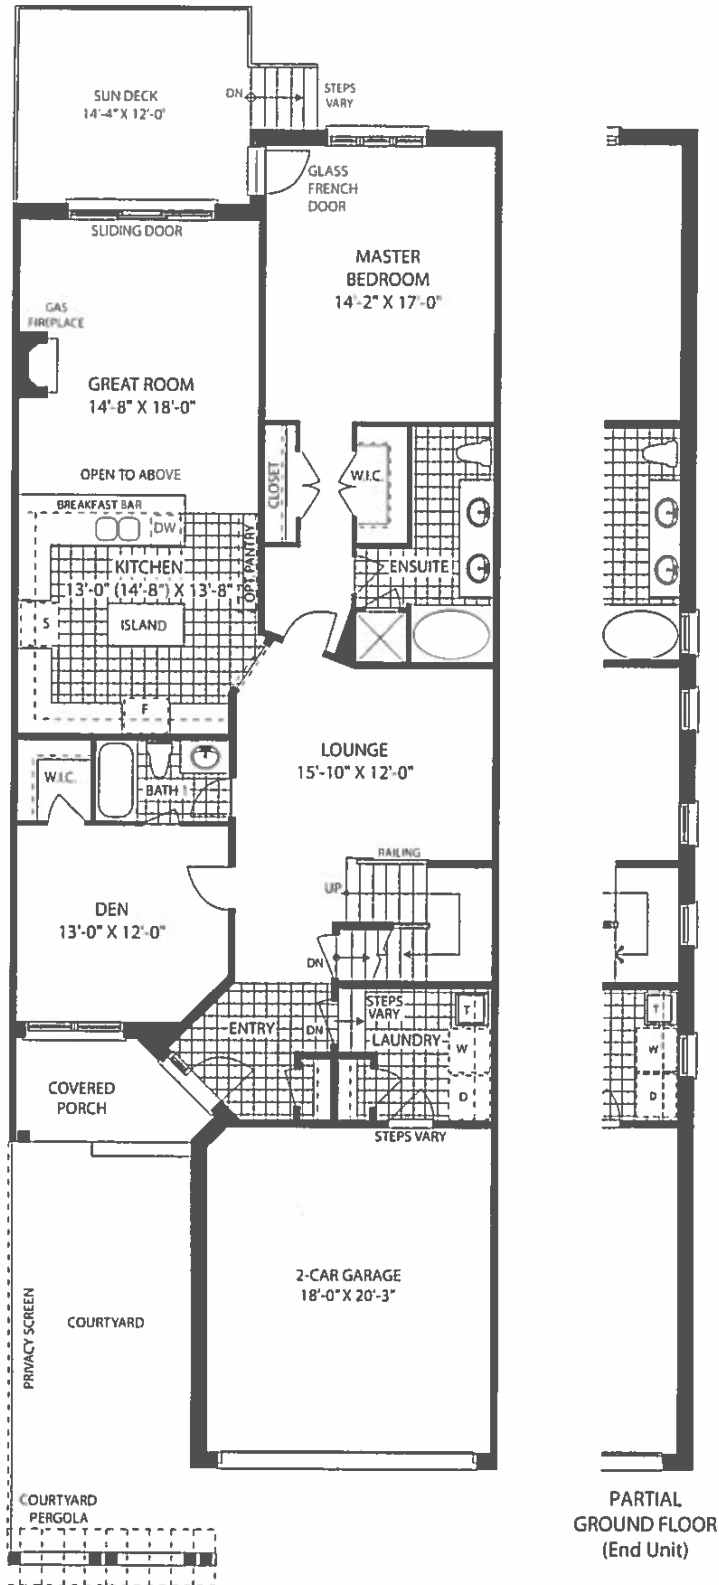 SUN DECK
14'-4" X 12'-0"
DN
STEPS
VARY
GLASS
FRENCH
DOOR
SLIDING DOOR
MASTER
BEDROOM
14'-2" X 17'-0"
GAS
FIREPLACE
GREAT ROOM
14'-8" X 18'-0"
OPEN TO ABOVE
CLOSET
W.I.C.
BREAKFAST BAR
DW
OPT. PANTRY
KITCHEN
13'-0" (14'-8") X 13'-8"
ENSUITE
S
ISLAND
F
LOUNGE
15'-10" X 12'-0"
W.I.C.
BATH 1
RAILING
UP
DEN
13'-0" X 12'-0"
DN
STEPS
VARY
T
T
ENTRY
DN
LAUNDRY
W
W
COVERED
PORCH
D
D
STEPS VARY
2-CAR GARAGE
18'-0" X 20'-3"
PRIVACY SCREEN
COURTYARD
COURTYARD
PERGOLA
PARTIAL
GROUND FLOOR
(End Unit)